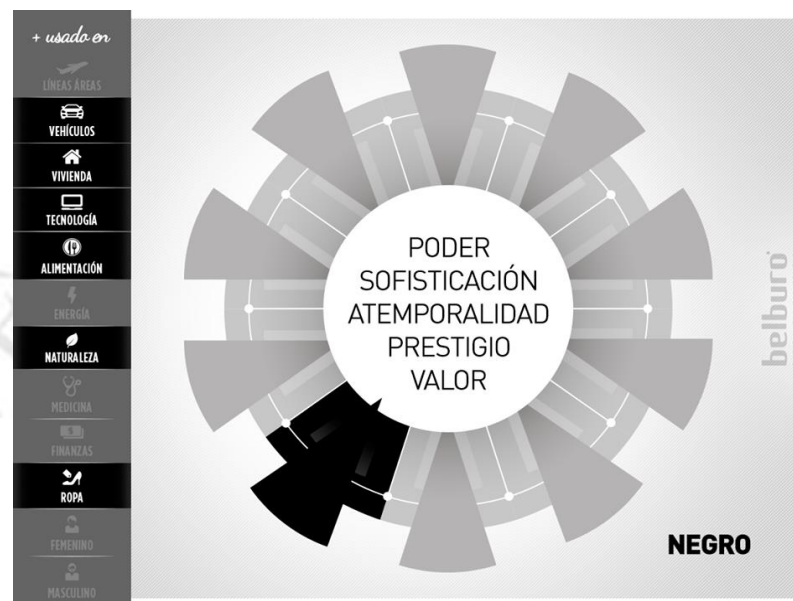 + usado en
LÍNEAS ÁREAS
VEHÍCULOS
VIVIENDA
TECNOLOGÍA
ALIMENTACIÓN
ENERGÍA
NATURALEZA
MEDICINA
FINANZAS
ROPA
FEMENINO
MASCULINO
PODER
SOFISTICACIÓN
ATEMPORALIDAD
PRESTIGIO
VALOR
belburo
NEGRO